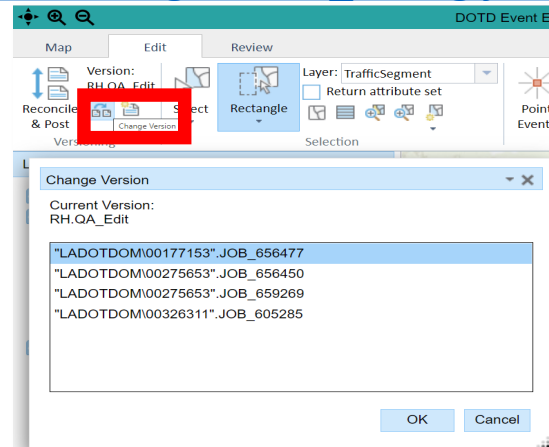 DOTD Event E
Map Edit Review
Version:
RH.QA_Edit
Reconcile
& Post
Change Version
Versioning
Select
Rectangle
Layer: TrafficSegment
Return attribute set
Selection
Point
Event
L
Change Version
Current Version:
RH.QA_Edit
"LADOTDOM\00177153".JOB_656477
"LADOTDOM\00275653".JOB_656450
"LADOTDOM\00275653".JOB_659269
"LADOTDOM\00326311".JOB_605285
OK Cancel